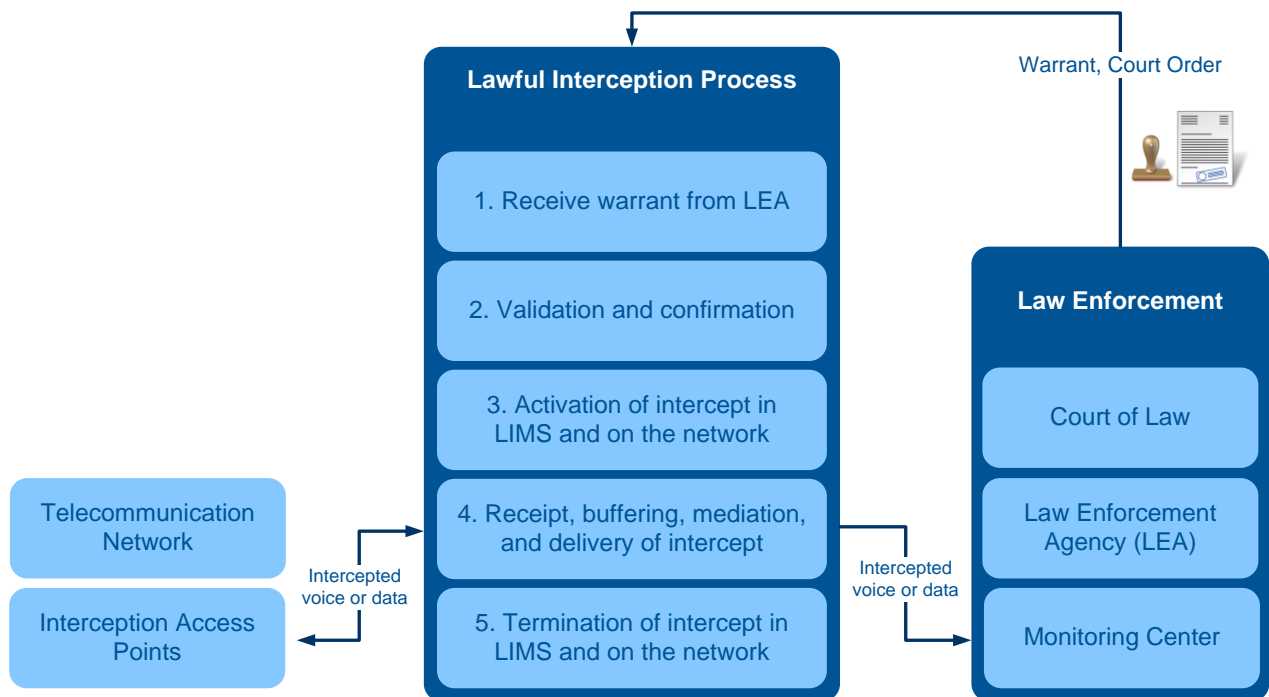 Warrant, Court Order
Lawful Interception Process
1. Receive warrant from LEA
2. Validation and confirmation
3. Activation of intercept in
LIMS and on the network
4. Receipt, buffering, mediation,
and delivery of intercept
5. Termination of intercept in
LIMS and on the network
Telecommunication
Network
Interception Access
Points
Intercepted
voice or data
Intercepted
voice or data
Law Enforcement
Court of Law
Law Enforcement
Agency (LEA)
Monitoring Center